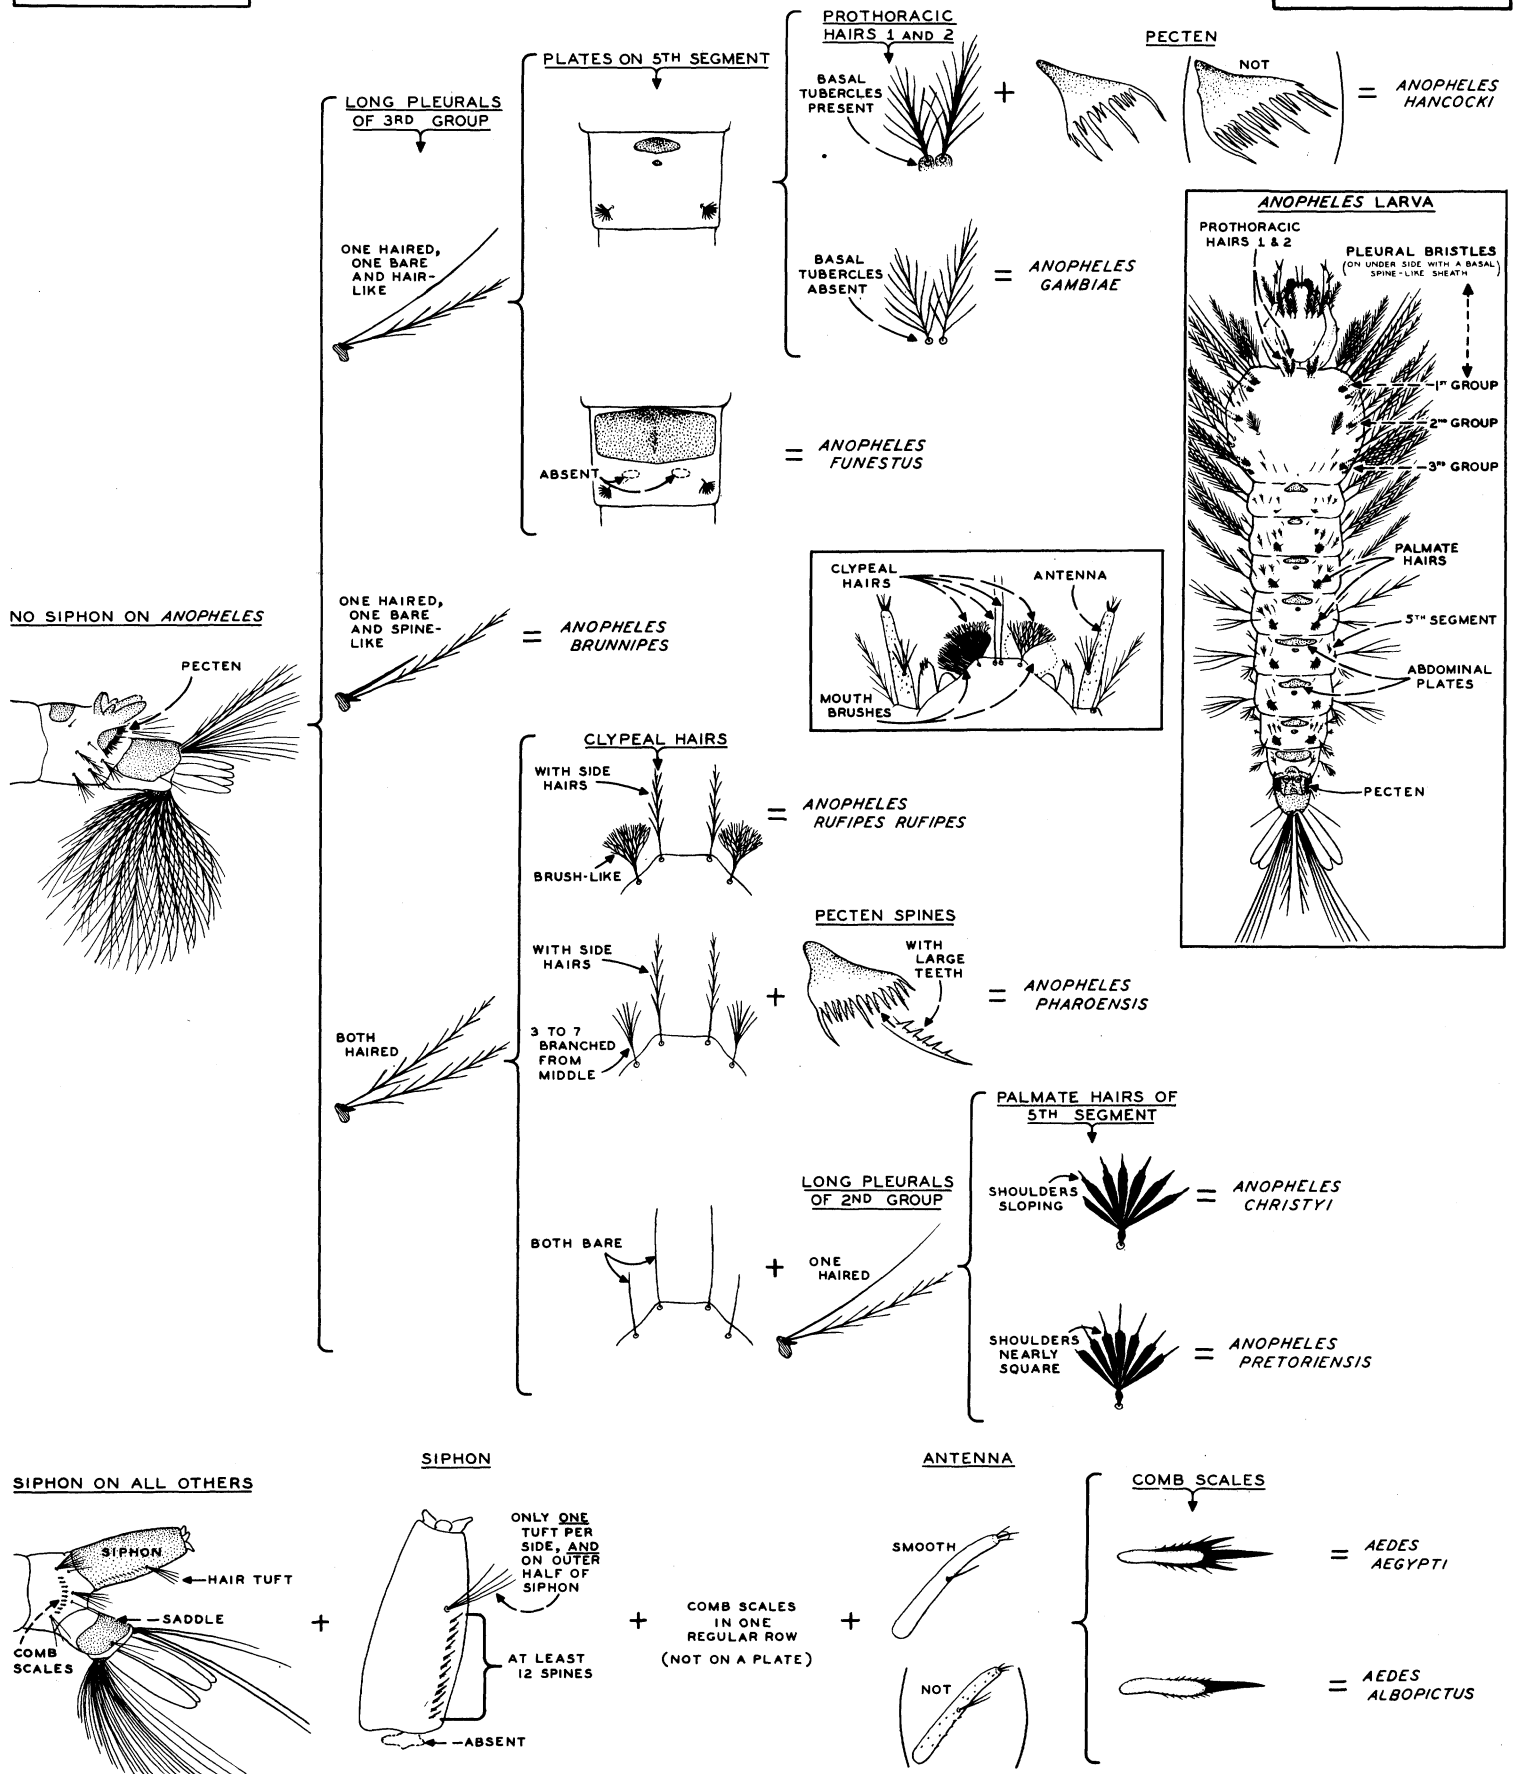 PROTHORACIC
HAIRS 1 AND 2
PECTEN
PLATES ON 5TH SEGMENT
BASAL
TUBERCLES
PRESENT
+
NOT
=
ANOPHELES
HANCOCKI
LONG PLEURALS
OF 3RD GROUP
ONE HAIRED,
ONE BARE
AND HAIR-
LIKE
BASAL
TUBERCLES
ABSENT
=
ANOPHELES
GAMBIAE
ABSENT
=
ANOPHELES
FUNESTUS
ANOPHELES LARVA
PROTHORACIC
HAIRS 1 & 2
PLEURAL BRISTLES
(ON UNDER SIDE WITH A BASAL
SPINE-LIKE SHEATH)
1ST GROUP
2ND GROUP
3RD GROUP
PALMATE
HAIRS
5TH SEGMENT
ABDOMINAL
PLATES
PECTEN
NO SIPHON ON ANOPHELES
PECTEN
ONE HAIRED,
ONE BARE
AND SPINE-
LIKE
=
ANOPHELES
BRUNNIPES
CLYPEAL
HAIRS
ANTENNA
MOUTH
BRUSHES
BOTH
HAIRED
CLYPEAL HAIRS
WITH SIDE
HAIRS
BRUSH-LIKE
=
ANOPHELES
RUFIPES RUFIPES
WITH SIDE
HAIRS
3 TO 7
BRANCHED
FROM
MIDDLE
+
PECTEN SPINES
WITH
LARGE
TEETH
=
ANOPHELES
PHAROENSIS
BOTH BARE
+
LONG PLEURALS
OF 2ND GROUP
ONE
HAIRED
PALMATE HAIRS OF
5TH SEGMENT
SHOULDERS
SLOPING
=
ANOPHELES
CHRISTYI
SHOULDERS
NEARLY
SQUARE
=
ANOPHELES
PRETORIENSIS
SIPHON ON ALL OTHERS
SIPHON
HAIR TUFT
SADDLE
COMB
SCALES
+
SIPHON
ONLY ONE
TUFT PER
SIDE, AND
ON OUTER
HALF OF
SIPHON
AT LEAST
12 SPINES
ABSENT
+
COMB SCALES
IN ONE
REGULAR ROW
(NOT ON A PLATE)
+
ANTENNA
SMOOTH
NOT
COMB SCALES
=
AEDES
AEGYPTI
=
AEDES
ALBOPICTUS